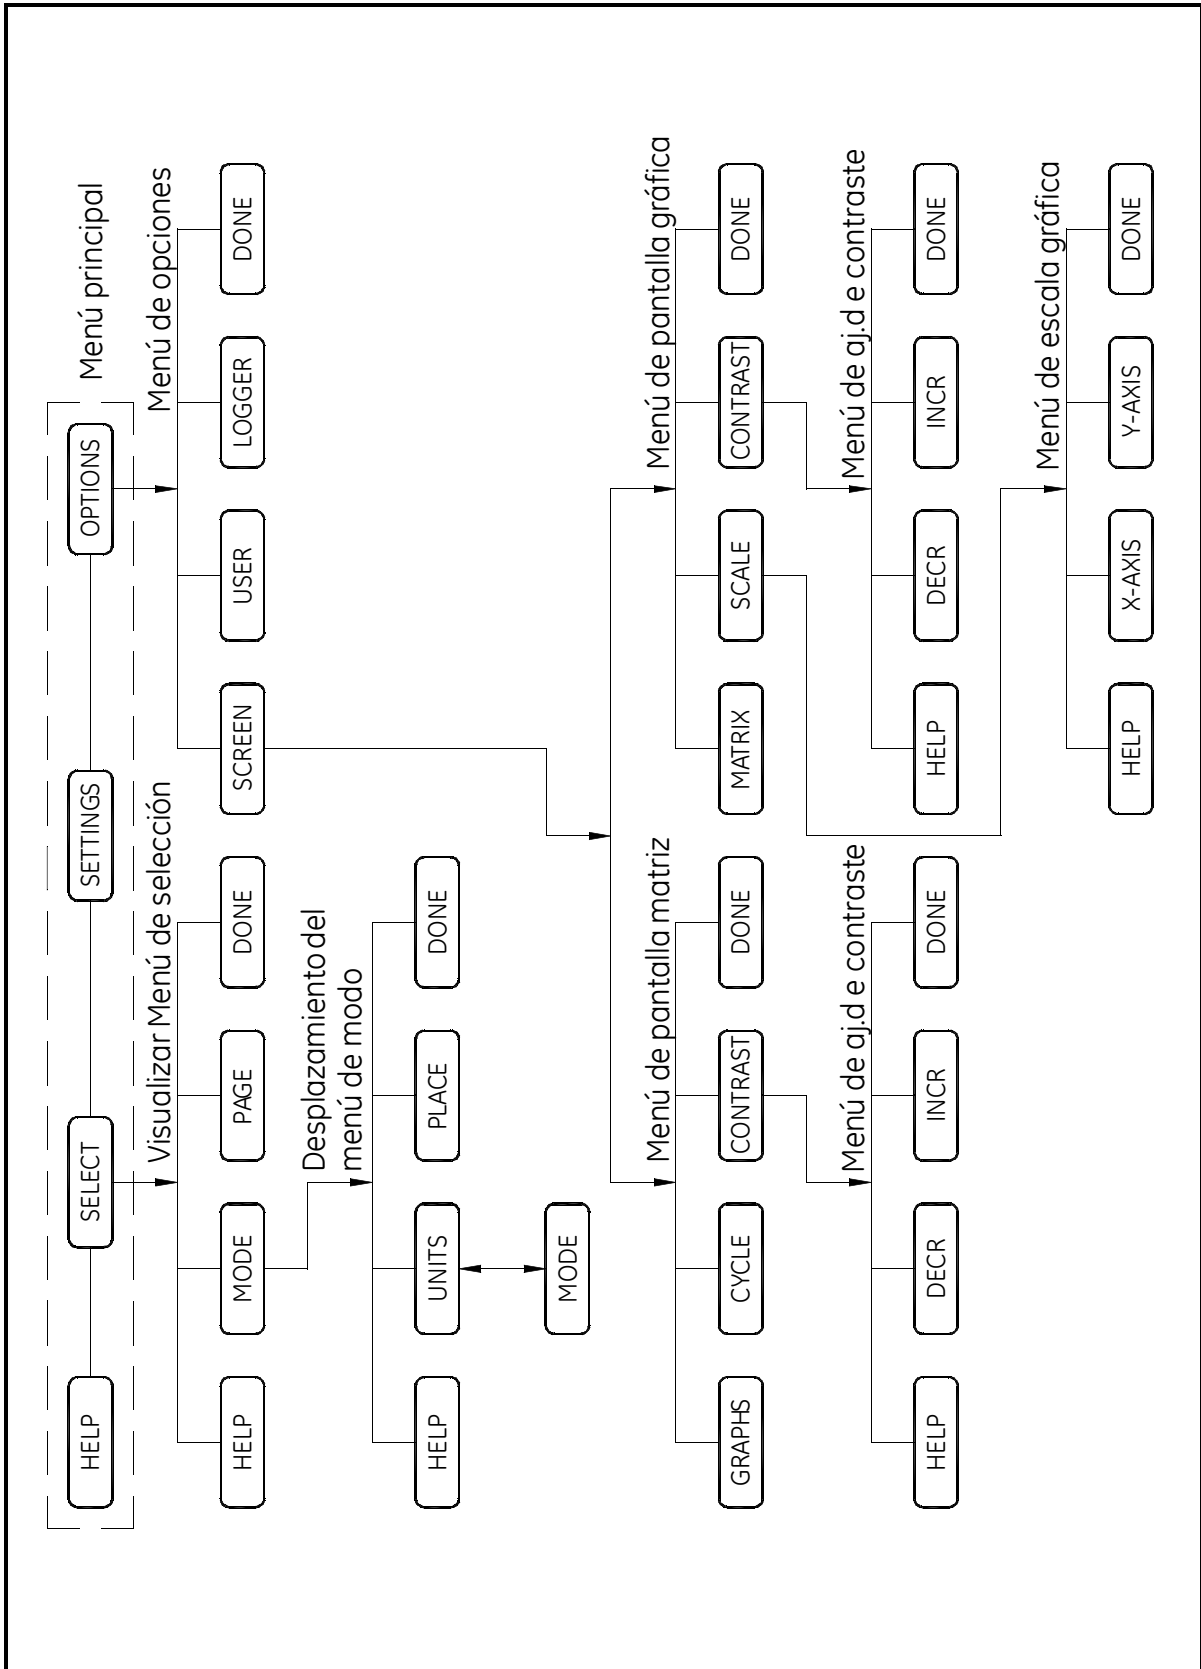 Menú principal
HELP
SELECT
SETTINGS
OPTIONS
Visualizar Menú de selección
HELP
MODE
PAGE
DONE
Menú de opciones
SCREEN
USER
LOGGER
DONE
Desplazamiento del
menú de modo
HELP
UNITS
PLACE
DONE
MODE
Menú de pantalla matriz
GRAPHS
CYCLE
CONTRAST
DONE
Menú de pantalla gráfica
MATRIX
SCALE
CONTRAST
DONE
Menú de aj.d e contraste
HELP
DECR
INCR
DONE
Menú de aj.d e contraste
HELP
DECR
INCR
DONE
Menú de escala gráfica
HELP
X-AXIS
Y-AXIS
DONE